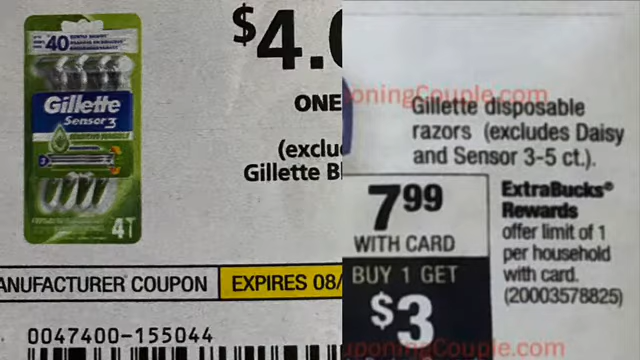 40
Gillette
Sensor3
SENSITIVE
4
$4.0
ONE
(exclu
Gillette B
MANUFACTURER COUPON
EXPIRES 08/
0047400-155044
oningCouple.com
Gillette disposable
razors (excludes Daisy
and Sensor 3-5 ct.).
7.99
WITH CARD
BUY 1 GET
$3
ExtraBucks®
Rewards
offer limit of 1
per household
with card.
(20003578825)
uponingCouple.com